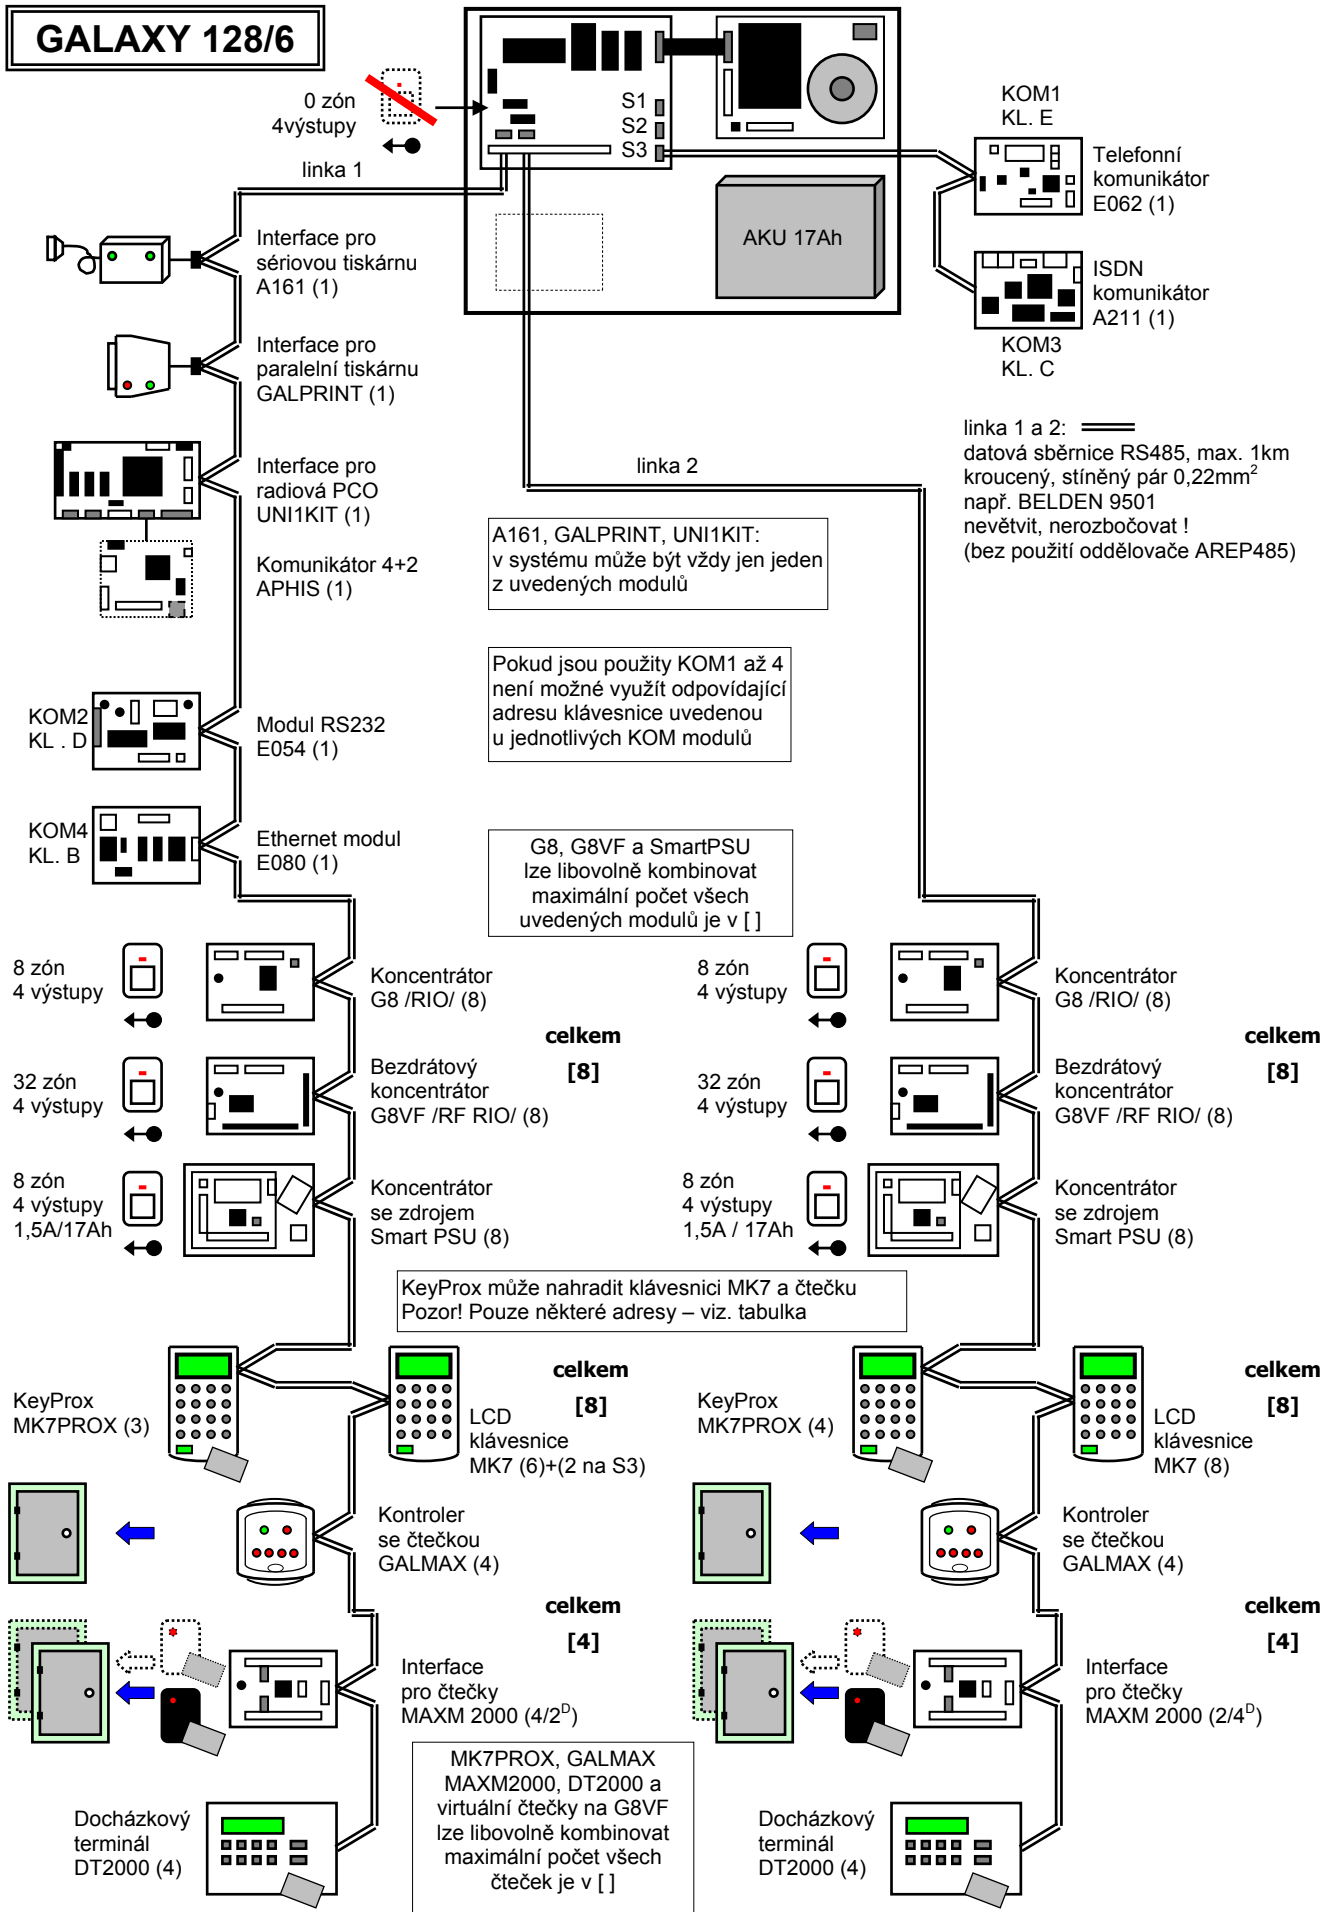 GALAXY 128/6
0 zón
4výstupy
S1
S2
S3
AKU 17Ah
KOM1
KL. E
Telefonní
komunikátor
E062 (1)
ISDN
komunikátor
A211 (1)
KOM3
KL. C
linka 1
Interface pro
sériovou tiskárnu
A161 (1)
Interface pro
paralelní tiskárnu
GALPRINT (1)
Interface pro
radiová PCO
UNI1KIT (1)
Komunikátor 4+2
APHIS (1)
KOM2
KL . D
Modul RS232
E054 (1)
KOM4
KL. B
Ethernet modul
E080 (1)
linka 2
linka 1 a 2:
datová sběrnice RS485, max. 1km
kroucený, stíněný pár 0,22mm²
např. BELDEN 9501
nevětvit, nerozbočovat !
(bez použití oddělovače AREP485)
A161, GALPRINT, UNI1KIT:
v systému může být vždy jen jeden
z uvedených modulů
Pokud jsou použity KOM1 až 4
není možné využít odpovídající
adresu klávesnice uvedenou
u jednotlivých KOM modulů
G8, G8VF a SmartPSU
lze libovolně kombinovat
maximální počet všech
uvedených modulů je v [ ]
8 zón
4 výstupy
Koncentrátor
G8 /RIO/ (8)
celkem
[8]
32 zón
4 výstupy
Bezdrátový
koncentrátor
G8VF /RF RIO/ (8)
8 zón
4 výstupy
1,5A/17Ah
Koncentrátor
se zdrojem
Smart PSU (8)
8 zón
4 výstupy
Koncentrátor
G8 /RIO/ (8)
celkem
[8]
32 zón
4 výstupy
Bezdrátový
koncentrátor
G8VF /RF RIO/ (8)
8 zón
4 výstupy
1,5A / 17Ah
Koncentrátor
se zdrojem
Smart PSU (8)
KeyProx může nahradit klávesnici MK7 a čtečku
Pozor! Pouze některé adresy – viz. tabulka
KeyProx
MK7PROX (3)
celkem
[8]
LCD
klávesnice
MK7 (6)+(2 na S3)
Kontroler
se čtečkou
GALMAX (4)
celkem
[4]
Interface
pro čtečky
MAXM 2000 (4/2ᴰ)
Docházkový
terminál
DT2000 (4)
KeyProx
MK7PROX (4)
celkem
[8]
LCD
klávesnice
MK7 (8)
Kontroler
se čtečkou
GALMAX (4)
celkem
[4]
Interface
pro čtečky
MAXM 2000 (2/4ᴰ)
Docházkový
terminál
DT2000 (4)
MK7PROX, GALMAX
MAXM2000, DT2000 a
virtuální čtečky na G8VF
lze libovolně kombinovat
maximální počet všech
čteček je v [ ]